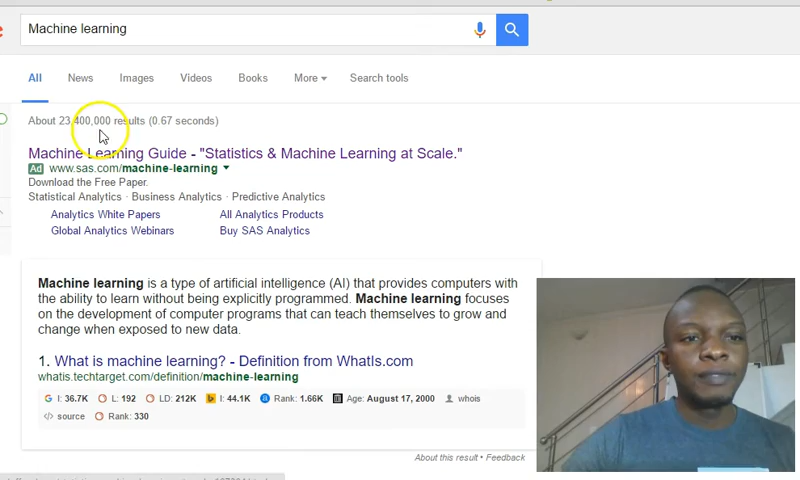 Machine learning
All News Images Videos Books More Search tools
About 23,400,000 results (0.67 seconds)
Machine Learning Guide - "Statistics & Machine Learning at Scale."
Ad www.sas.com/machine-learning
Download the Free Paper.
Statistical Analytics · Business Analytics · Predictive Analytics
Analytics White Papers All Analytics Products
Global Analytics Webinars Buy SAS Analytics
Machine learning is a type of artificial intelligence (AI) that provides computers with
the ability to learn without being explicitly programmed. Machine learning focuses
on the development of computer programs that can teach themselves to grow and
change when exposed to new data.
1. What is machine learning? - Definition from WhatIs.com
whatis.techtarget.com/definition/machine-learning
I: 36.7K L: 192 LD: 212K I: 44.1K Rank: 1.66K Age: August 17, 2000 whois
source Rank: 330
About this result • Feedback